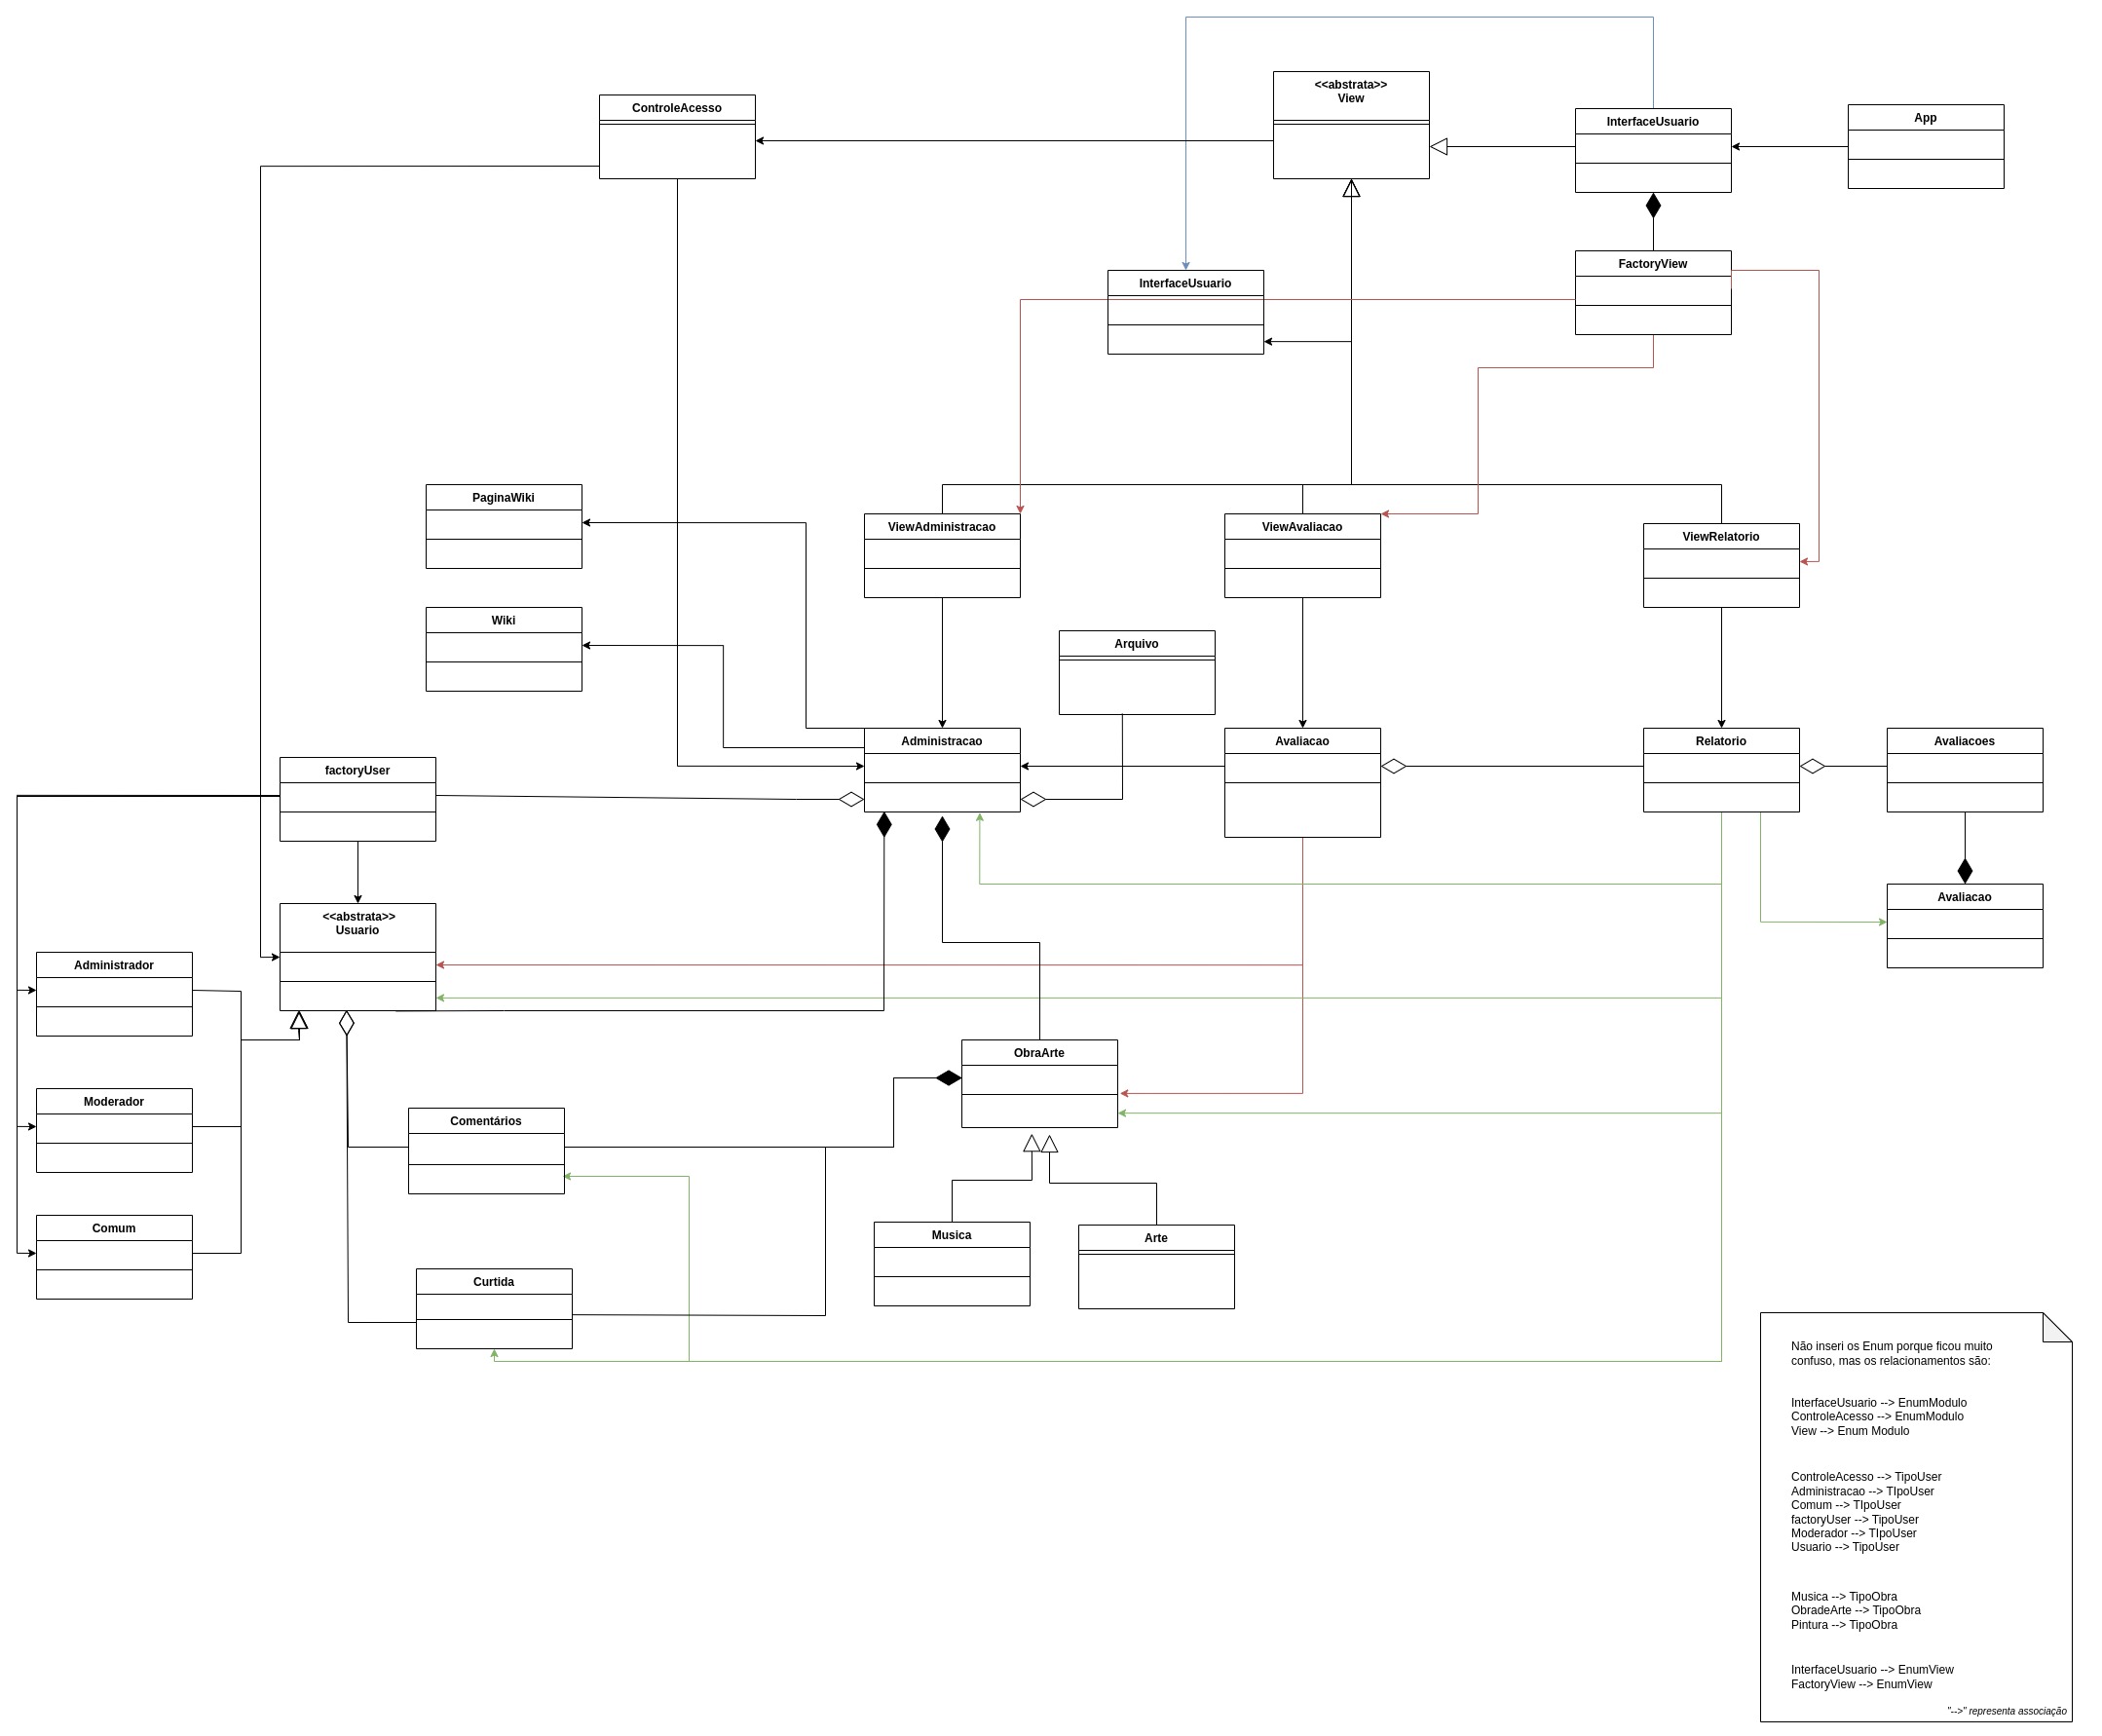 <<abstrata>>
View
ControleAcesso
InterfaceUsuario
App
FactoryView
InterfaceUsuario
PaginaWiki
ViewAdministracao
ViewAvaliacao
ViewRelatorio
Wiki
Arquivo
Administracao
Avaliacao
Relatorio
Avaliacoes
factoryUser
Avaliacao
<<abstrata>>
Usuario
Administrador
ObraArte
Moderador
Comentários
Comum
Musica
Arte
Curtida
Não inseri os Enum porque ficou muito
confuso, mas os relacionamentos são:
InterfaceUsuario --> EnumModulo
ControleAcesso --> EnumModulo
View --> Enum Modulo
ControleAcesso --> TipoUser
Administracao --> TIpoUser
Comum --> TIpoUser
factoryUser --> TipoUser
Moderador --> TIpoUser
Usuario --> TipoUser
Musica --> TipoObra
ObradeArte --> TipoObra
Pintura --> TipoObra
InterfaceUsuario --> EnumView
FactoryView --> EnumView
"-->" representa associação